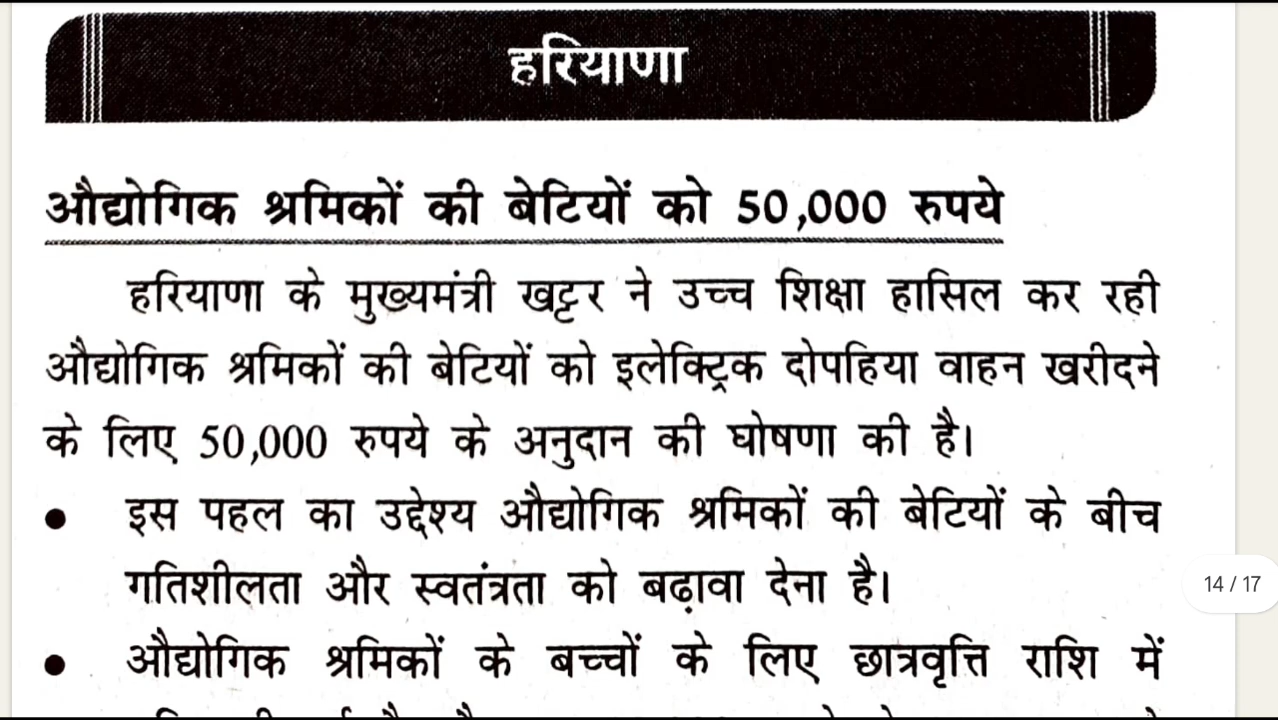 हरियाणा
औद्योगिक श्रमिकों की बेटियों को 50,000 रुपये
हरियाणा के मुख्यमंत्री खट्टर ने उच्च शिक्षा हासिल कर रही
औद्योगिक श्रमिकों की बेटियों को इलेक्ट्रिक दोपहिया वाहन खरीदने
के लिए 50,000 रुपये के अनुदान की घोषणा की है।
● इस पहल का उद्देश्य औद्योगिक श्रमिकों की बेटियों के बीच
गतिशीलता और स्वतंत्रता को बढ़ावा देना है।
14 / 17
● औद्योगिक श्रमिकों के बच्चों के लिए छात्रवृत्ति राशि में